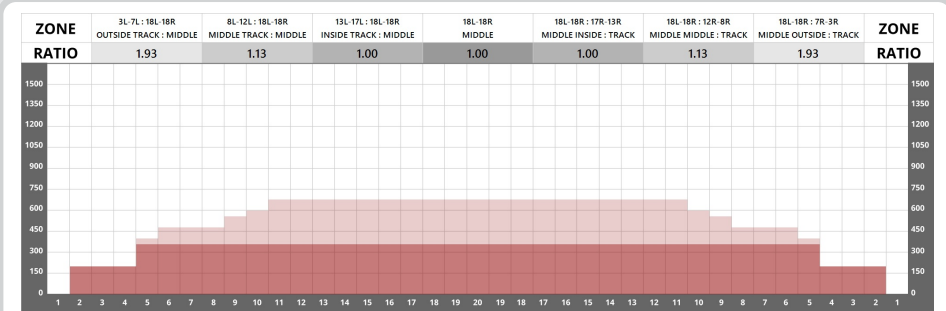 ZONE 3L-7L : 18L-18R 8L-12L : 18L-18R 13L-17L : 18L-18R 18L-18R 18L-18R : 17R-13R 18L-18R : 12R-8R 18L-18R : 7R-3R ZONE
OUTSIDE TRACK : MIDDLE MIDDLE TRACK : MIDDLE INSIDE TRACK : MIDDLE MIDDLE MIDDLE INSIDE : TRACK MIDDLE MIDDLE : TRACK MIDDLE OUTSIDE : TRACK
RATIO 1.93 1.13 1.00 1.00 1.00 1.13 1.93 RATIO
1500 1500
1350 1350
1200 1200
1050 1050
900 900
750 750
600 600
450 450
300 300
150 150
0 0
1 2 3 4 5 6 7 8 9 10 11 12 13 14 15 16 17 18 19 20 19 18 17 16 15 14 13 12 11 10 9 8 7 6 5 4 3 2 1